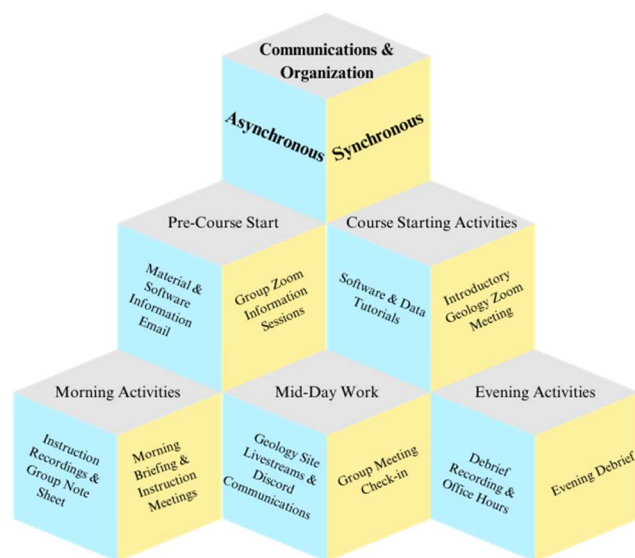 Communications &
Organization
Asynchronous
Synchronous
Pre-Course Start
Course Starting Activities
Material &
Software
Information
Email
Group Zoom
Information
Sessions
Software & Data
Tutorials
Introductory
Geology Zoom
Meeting
Morning Activities
Mid-Day Work
Evening Activities
Instruction
Recordings &
Group Note
Sheet
Morning
Briefing &
Instruction
Meetings
Geology Site
Livestreams &
Discord
Communications
Group Meeting
Check-in
Debrief
Recording &
Office Hours
Evening Debrief